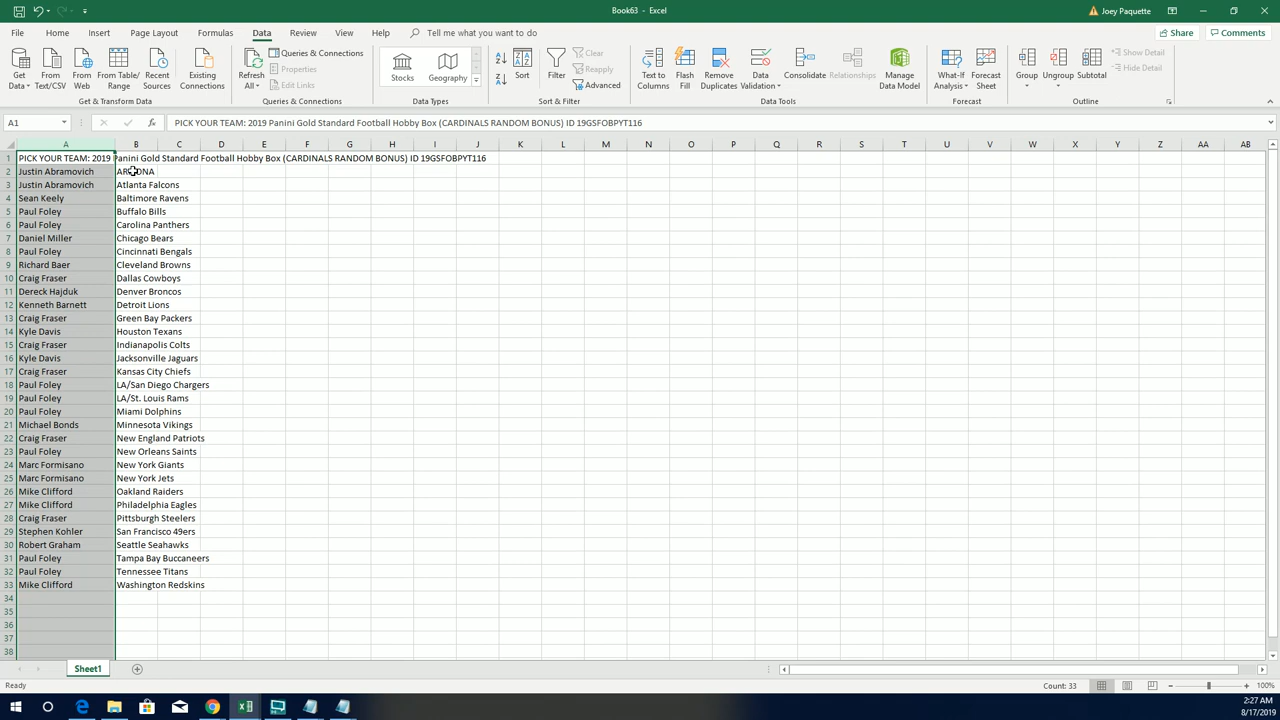 Book63 - Excel
Joey Paquette
File Home Insert Page Layout Formulas Data Review View Help Tell me what you want to do
Share Comments
Get Data From Text/CSV From Web From Table/Range Recent Sources Existing Connections
Get & Transform Data
Refresh All Queries & Connections Properties Edit Links
Queries & Connections
Stocks Geography
Data Types
Sort Filter Clear Reapply Advanced
Sort & Filter
Text to Columns Flash Fill Remove Duplicates Data Validation Consolidate Relationships Manage Data Model
Data Tools
What-If Analysis Forecast Sheet
Forecast
Group Ungroup Subtotal Show Detail Hide Detail
Outline
A1 fx PICK YOUR TEAM: 2019 Panini Gold Standard Football Hobby Box (CARDINALS RANDOM BONUS) ID 19GSFOBPYT116
A B C D E F G H I J K L M N O P Q R S T U V W X Y Z AA AB
1 PICK YOUR TEAM: 2019 Panini Gold Standard Football Hobby Box (CARDINALS RANDOM BONUS) ID 19GSFOBPYT116
2 Justin Abramovich
3 Justin Abramovich Atlanta Falcons
4 Sean Keely Baltimore Ravens
5 Paul Foley Buffalo Bills
6 Paul Foley Carolina Panthers
7 Daniel Miller Chicago Bears
8 Paul Foley Cincinnati Bengals
9 Richard Baer Cleveland Browns
10 Craig Fraser Dallas Cowboys
11 Dereck Hajduk Denver Broncos
12 Kenneth Barnett Detroit Lions
13 Craig Fraser Green Bay Packers
14 Kyle Davis Houston Texans
15 Craig Fraser Indianapolis Colts
16 Kyle Davis Jacksonville Jaguars
17 Craig Fraser Kansas City Chiefs
18 Paul Foley LA/San Diego Chargers
19 Paul Foley LA/St. Louis Rams
20 Paul Foley Miami Dolphins
21 Michael Bonds Minnesota Vikings
22 Craig Fraser New England Patriots
23 Paul Foley New Orleans Saints
24 Marc Formisano New York Giants
25 Marc Formisano New York Jets
26 Mike Clifford Oakland Raiders
27 Mike Clifford Philadelphia Eagles
28 Craig Fraser Pittsburgh Steelers
29 Stephen Kohler San Francisco 49ers
30 Robert Graham Seattle Seahawks
31 Paul Foley Tampa Bay Buccaneers
32 Paul Foley Tennessee Titans
33 Mike Clifford Washington Redskins
34
35
36
37
38
Sheet1
Ready Count: 33 100%
2:27 AM
8/17/2019